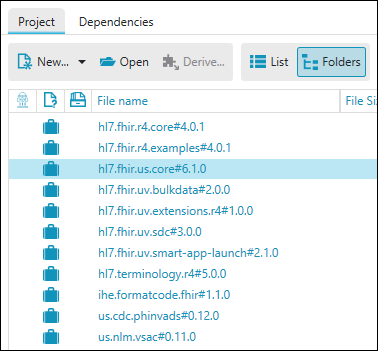 Project Dependencies
New... Open Derive... List Folders
File name File Siz
hl7.fhir.r4.core#4.0.1
hl7.fhir.r4.examples#4.0.1
hl7.fhir.us.core#6.1.0
hl7.fhir.uv.bulkdata#2.0.0
hl7.fhir.uv.extensions.r4#1.0.0
hl7.fhir.uv.sdc#3.0.0
hl7.fhir.uv.smart-app-launch#2.1.0
hl7.terminology.r4#5.0.0
ihe.formatcode.fhir#1.1.0
us.cdc.phinvads#0.12.0
us.nlm.vsac#0.11.0